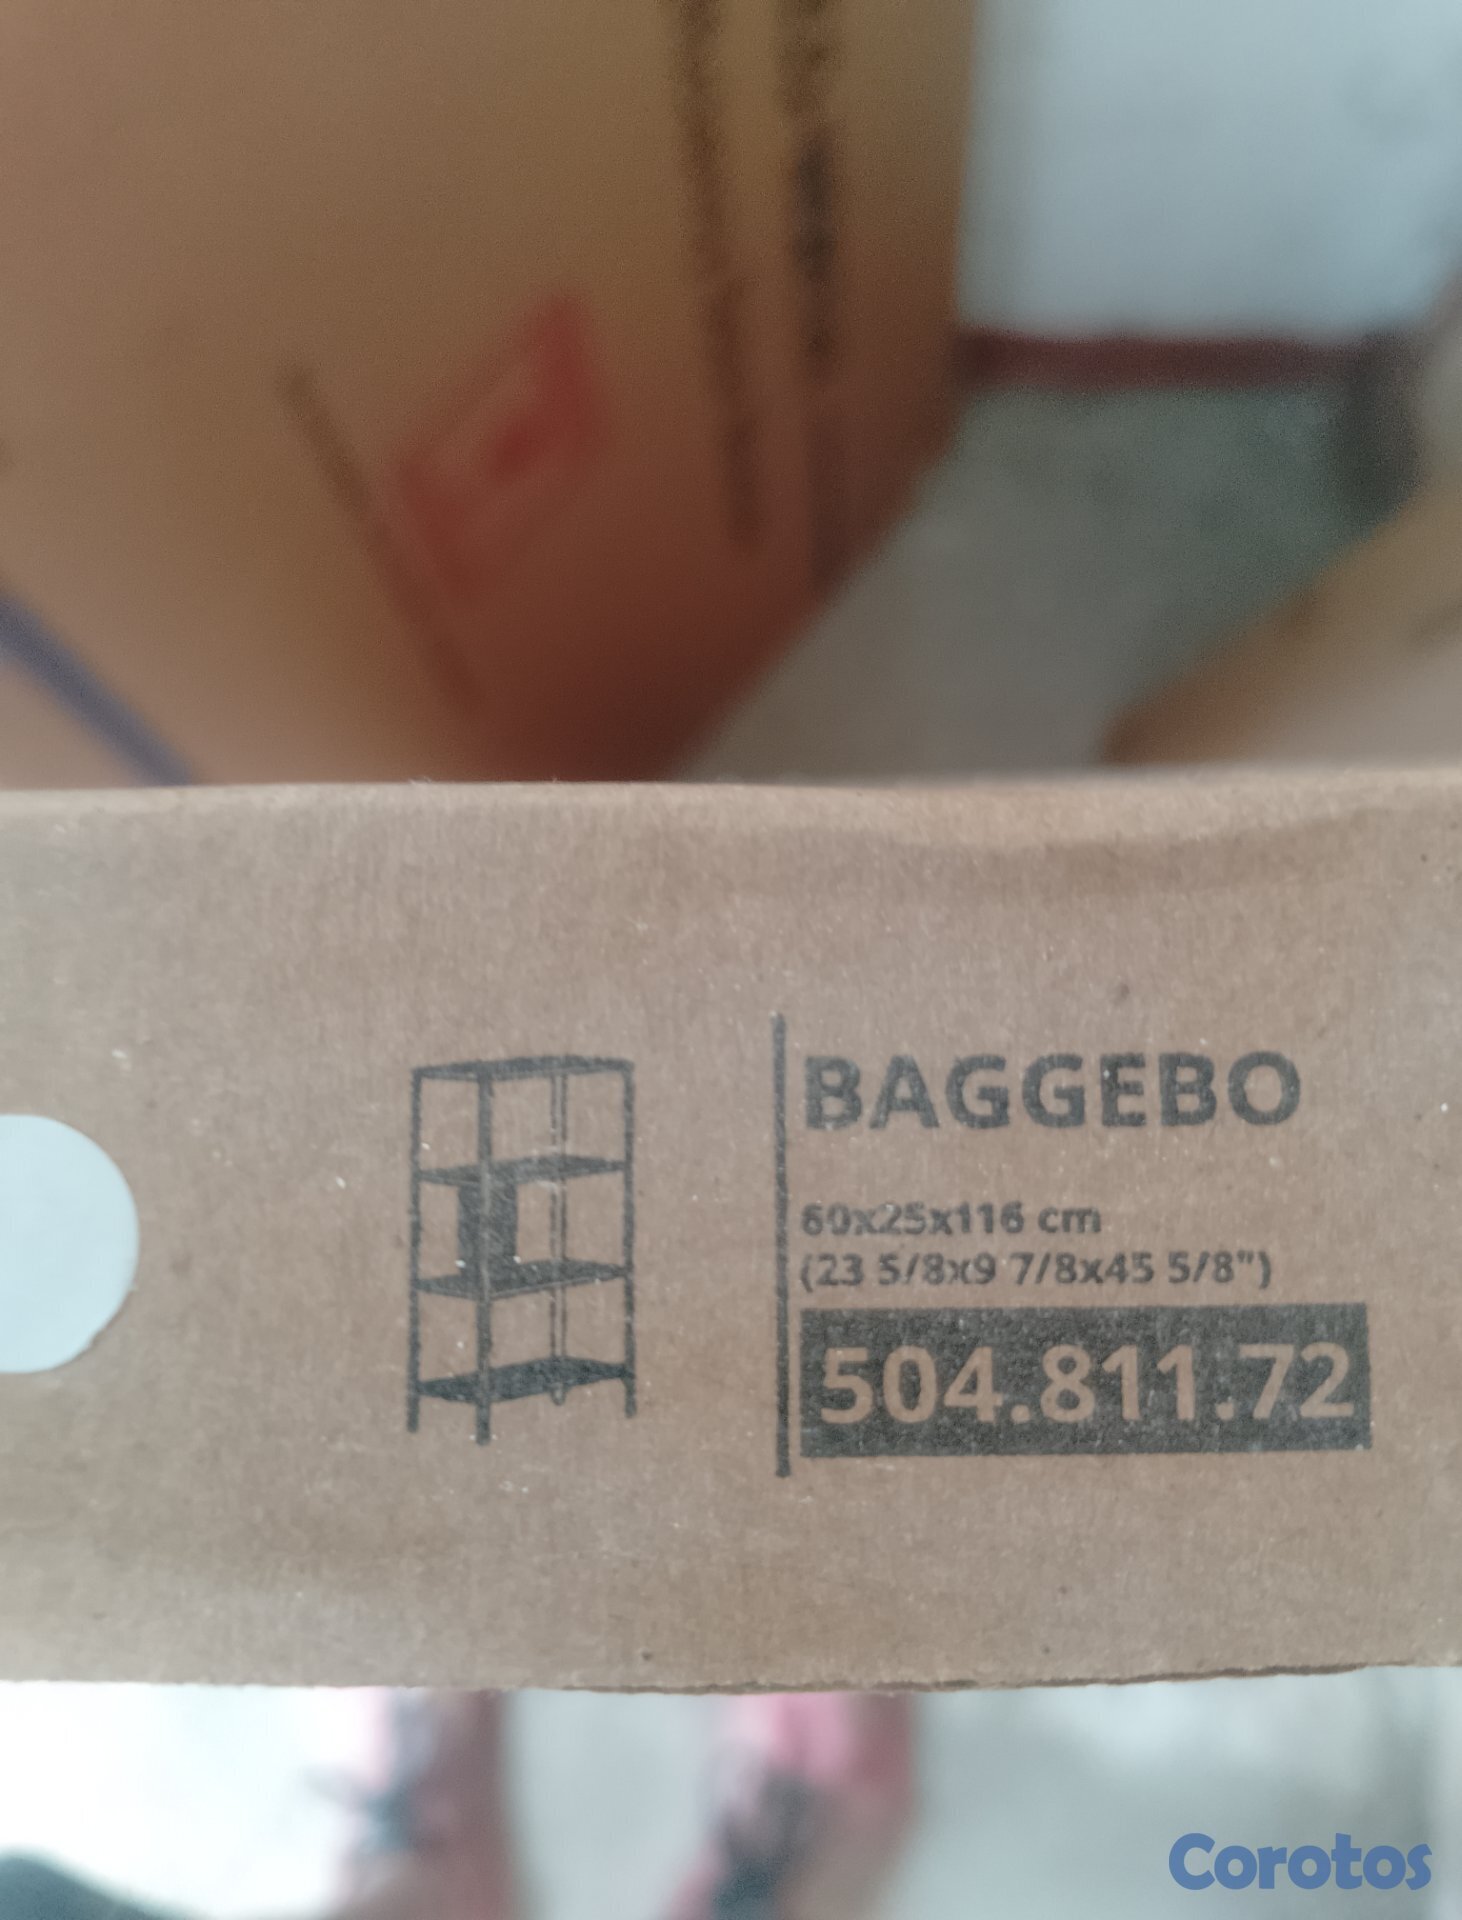 BAGGEBO
60x25x116 cm
(23 5/8x9 7/8x45 5/8")
504.811.72
Corotos